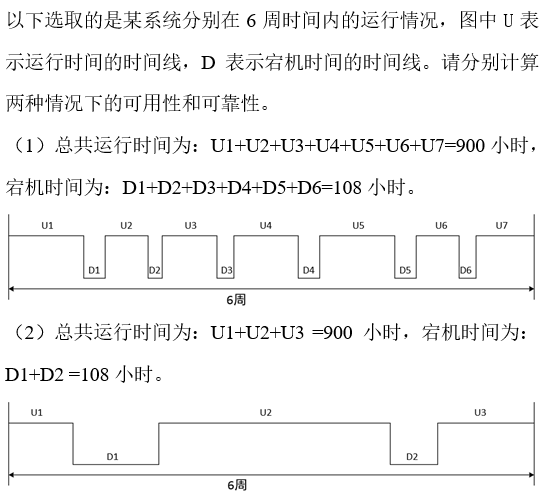 以下选取的是某系统分别在 6 周时间内的运行情况，图中 U 表
示运行时间的时间线，D 表示宕机时间的时间线。请分别计算
两种情况下的可用性和可靠性。
（1）总共运行时间为：U1+U2+U3+U4+U5+U6+U7=900 小时，
宕机时间为：D1+D2+D3+D4+D5+D6=108 小时。
U1 U2 U3 U4 U5 U6 U7
D1 D2 D3 D4 D5 D6
6周
（2）总共运行时间为：U1+U2+U3 =900 小时，宕机时间为：
D1+D2 =108 小时。
U1 U2 U3
D1 D2
6周